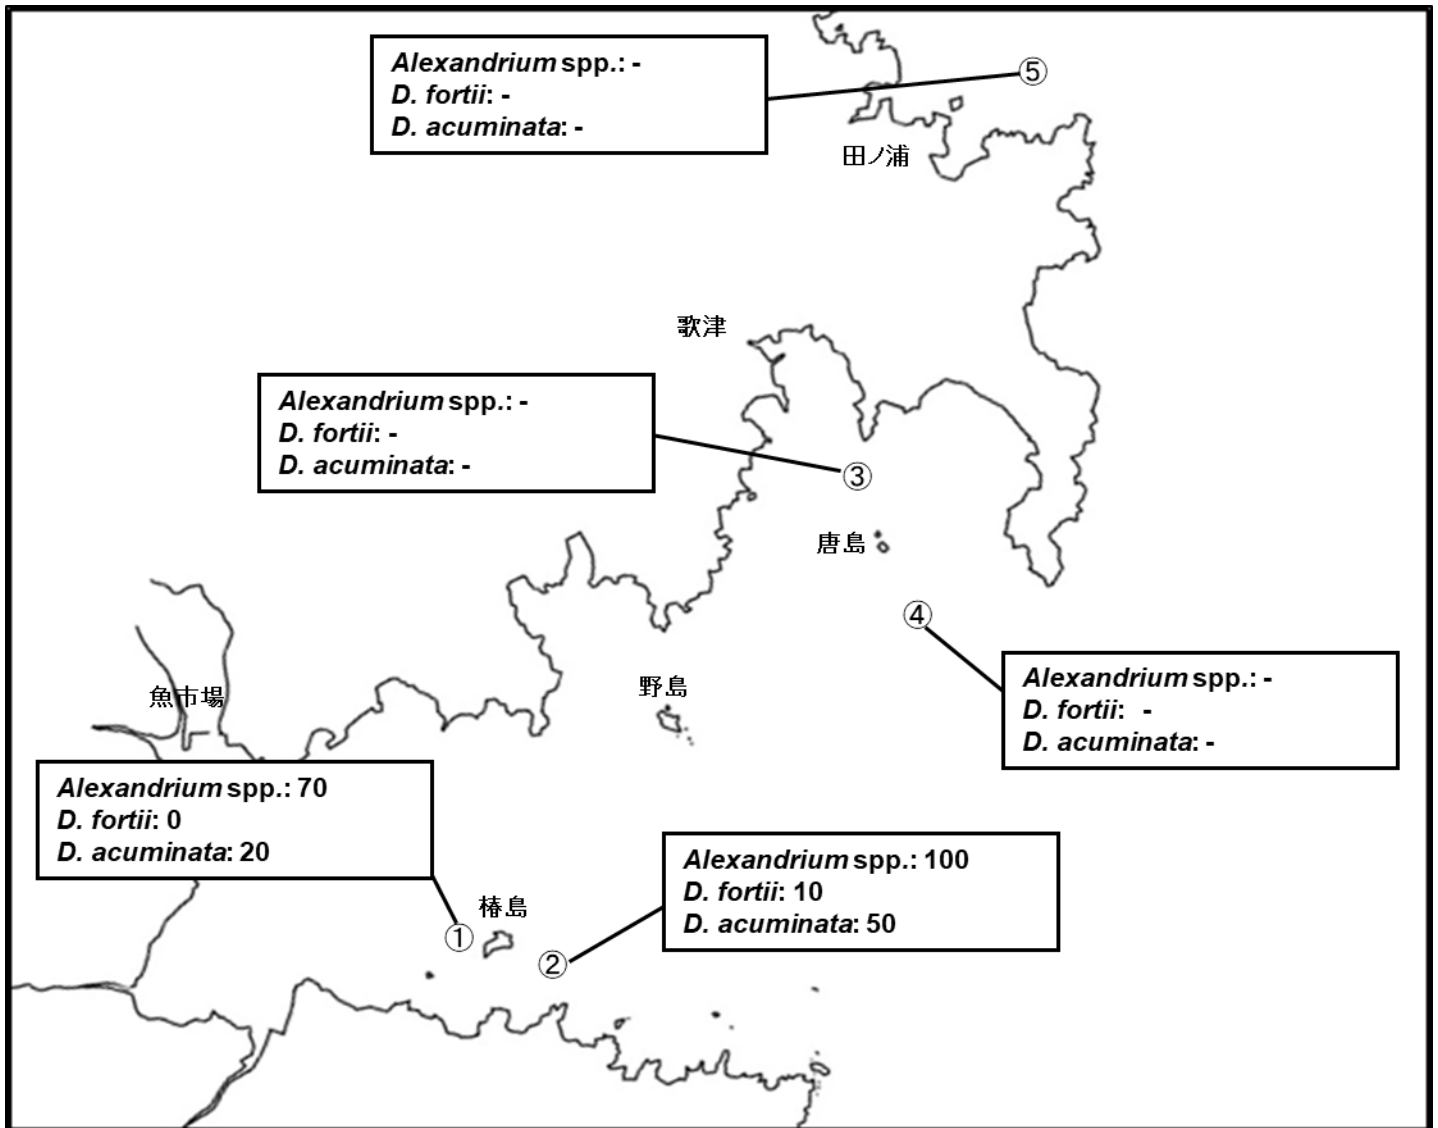 Alexandrium spp.: -
D. fortii: -
D. acuminata: -
⑤
田ノ浦
歌津
Alexandrium spp.: -
D. fortii: -
D. acuminata: -
③
唐島
④
Alexandrium spp.: -
D. fortii: -
D. acuminata: -
野島
魚市場
Alexandrium spp.: 70
D. fortii: 0
D. acuminata: 20
①
椿島
②
Alexandrium spp.: 100
D. fortii: 10
D. acuminata: 50